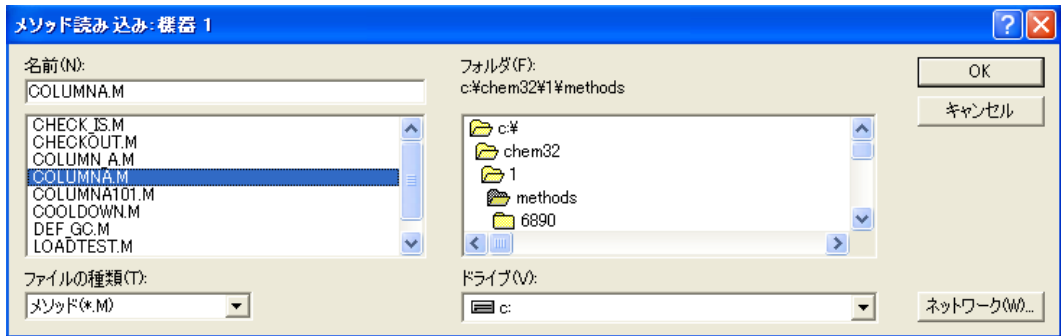 メソッド読み込み:機器 1
名前(N):
COLUMNA.M
CHECK_IS.M
CHECKOUT.M
COLUMN_A.M
COLUMNA.M
COLUMNA101.M
COOLDOWN.M
DEF_GC.M
LOADTEST.M
ファイルの種類(T):
メソッド(*.M)
フォルダ(F):
c:¥chem32¥1¥methods
c:¥
chem32
1
methods
6890
ドライブ(V):
c:
OK
キャンセル
ネットワーク(W)...